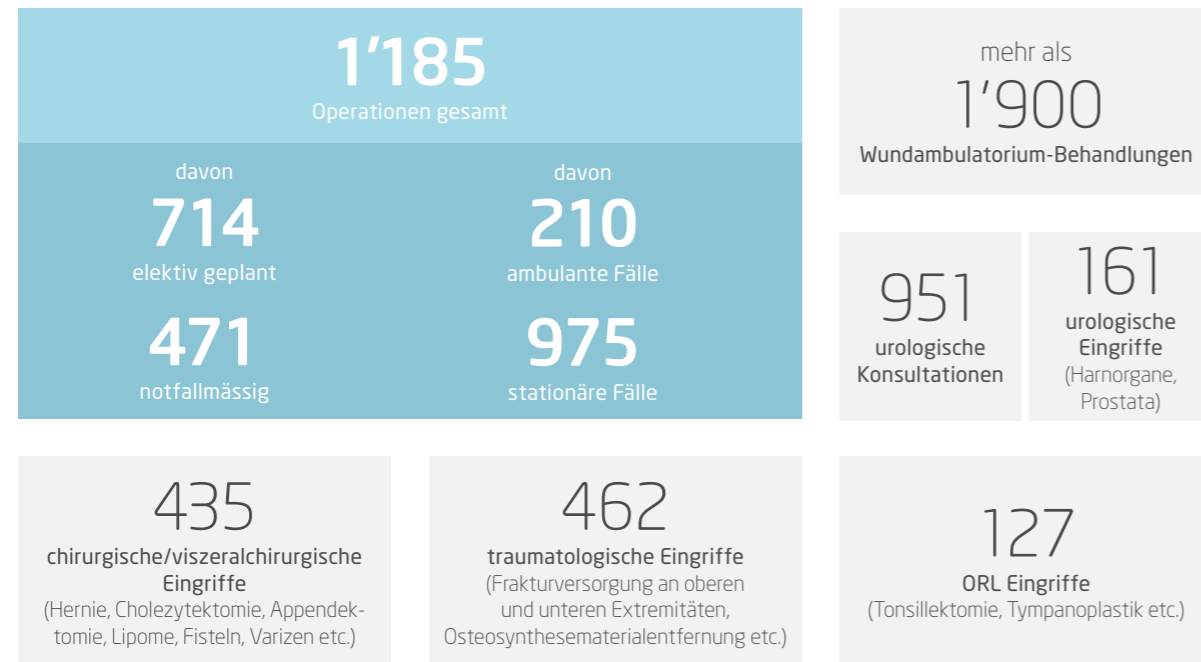 1'185
Operationen gesamt
davon
714
elektiv geplant
471
notfallmässig
davon
210
ambulante Fälle
975
stationäre Fälle
mehr als
1'900
Wundambulatorium-Behandlungen
951
urologische
Konsultationen
161
urologische
Eingriffe
(Harnorgane,
Prostata)
435
chirurgische/viszeralchirurgische
Eingriffe
(Hernie, Cholezytektomie, Appendek-
tomie, Lipome, Fisteln, Varizen etc.)
462
traumatologische Eingriffe
(Frakturversorgung an oberen
und unteren Extremitäten,
Osteosynthesematerialentfernung etc.)
127
ORL Eingriffe
(Tonsillektomie, Tympanoplastik etc.)